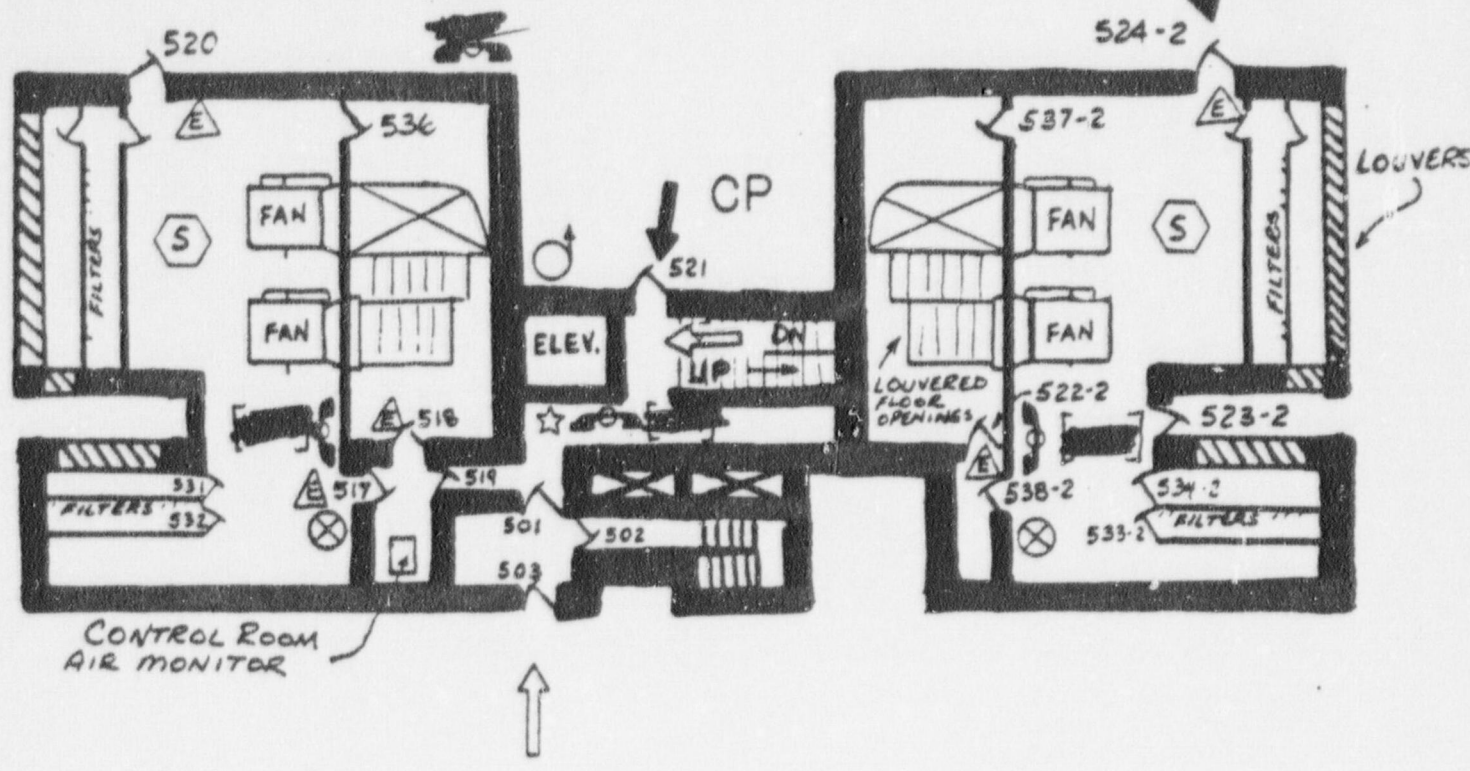 520
524-2
E
536
537-2
E
LOUVERS
CP
FAN
FAN
S
S
FILTERS
FILTERS
521
FAN
ELEV.
DN
UP
FAN
LOUVERED
FLOOR
OPENINGS
522-2
518
E
523-2
531
FILTERS
532
E
517
519
E
538-2
534-2
FILTERS
533-2
501
502
503
CONTROL ROOM
AIR MONITOR